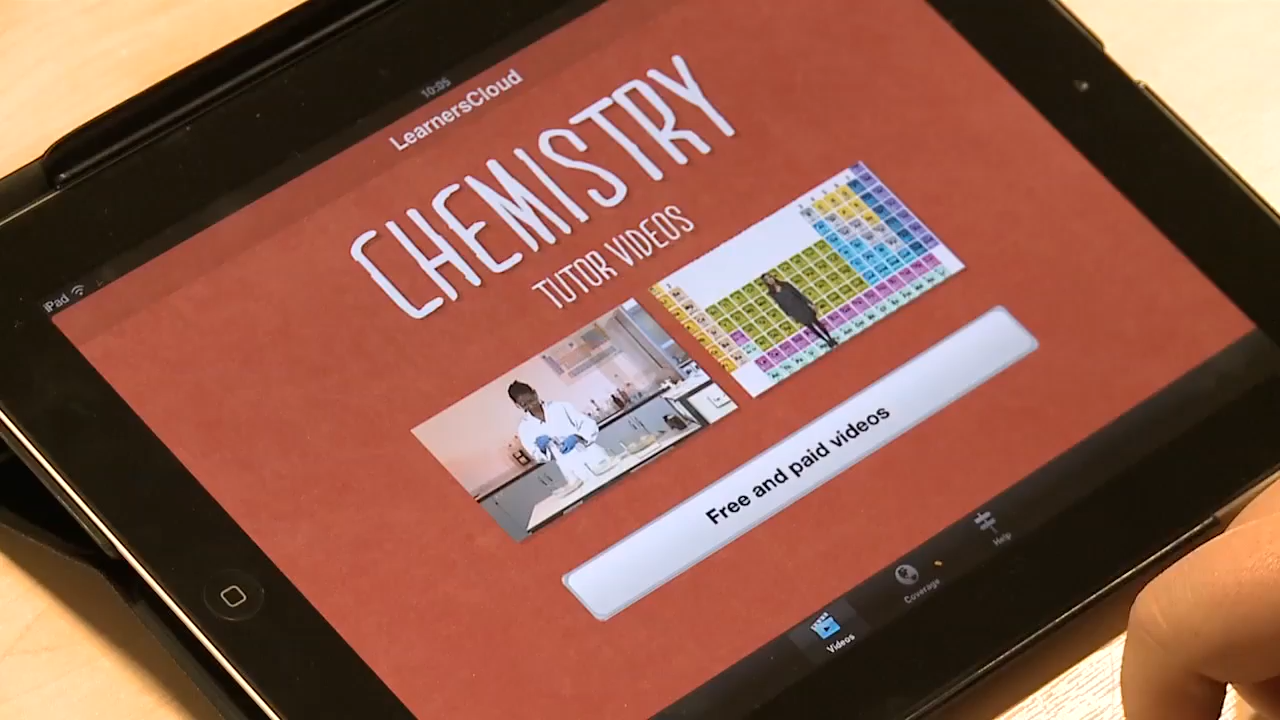 iPad
10:05
LearnersCloud
CHEMISTRY
TUTOR VIDEOS
Free and paid videos
Videos
Coverage
Help